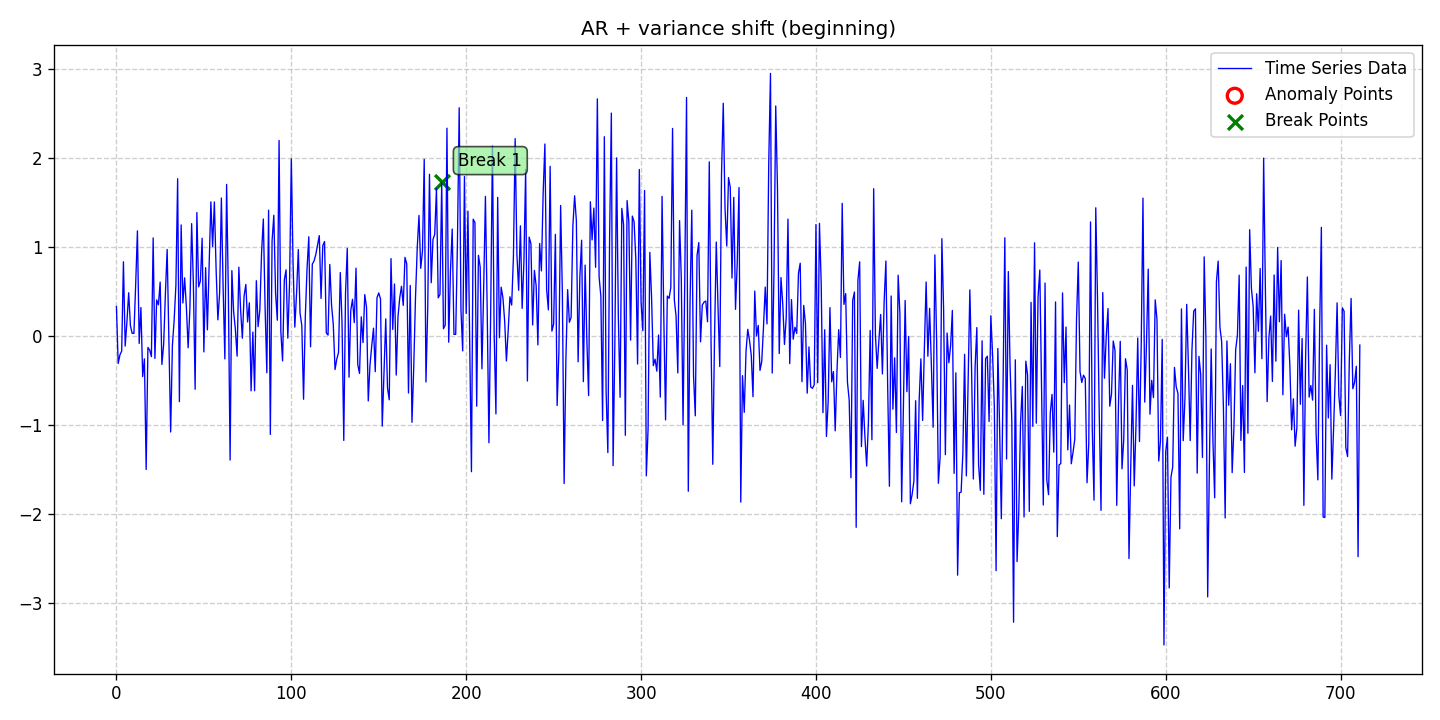 AR + variance shift (beginning)
Time Series Data
Anomaly Points
Break Points
Break 1
3
2
1
0
−1
−2
−3
0 100 200 300 400 500 600 700